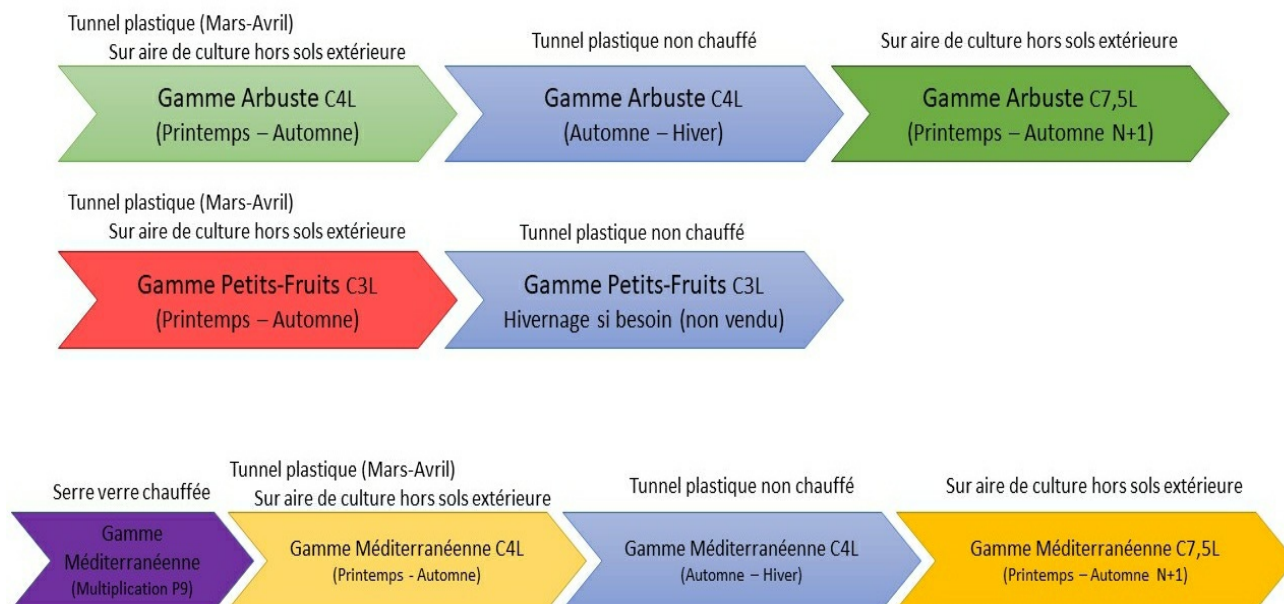 Tunnel plastique (Mars-Avril)
Sur aire de culture hors sols extérieure
Gamme Arbuste C4L
(Printemps – Automne)
Tunnel plastique non chauffé
Gamme Arbuste C4L
(Automne – Hiver)
Sur aire de culture hors sols extérieure
Gamme Arbuste C7,5L
(Printemps – Automne N+1)
Tunnel plastique (Mars-Avril)
Sur aire de culture hors sols extérieure
Gamme Petits-Fruits C3L
(Printemps – Automne)
Tunnel plastique non chauffé
Gamme Petits-Fruits C3L
Hivernage si besoin (non vendu)
Serre verre chauffée
Gamme
Méditerranéenne
(Multiplication P9)
Tunnel plastique (Mars-Avril)
Sur aire de culture hors sols extérieure
Gamme Méditerranéenne C4L
(Printemps - Automne)
Tunnel plastique non chauffé
Gamme Méditerranéenne C4L
(Automne – Hiver)
Sur aire de culture hors sols extérieure
Gamme Méditerranéenne C7,5L
(Printemps – Automne N+1)